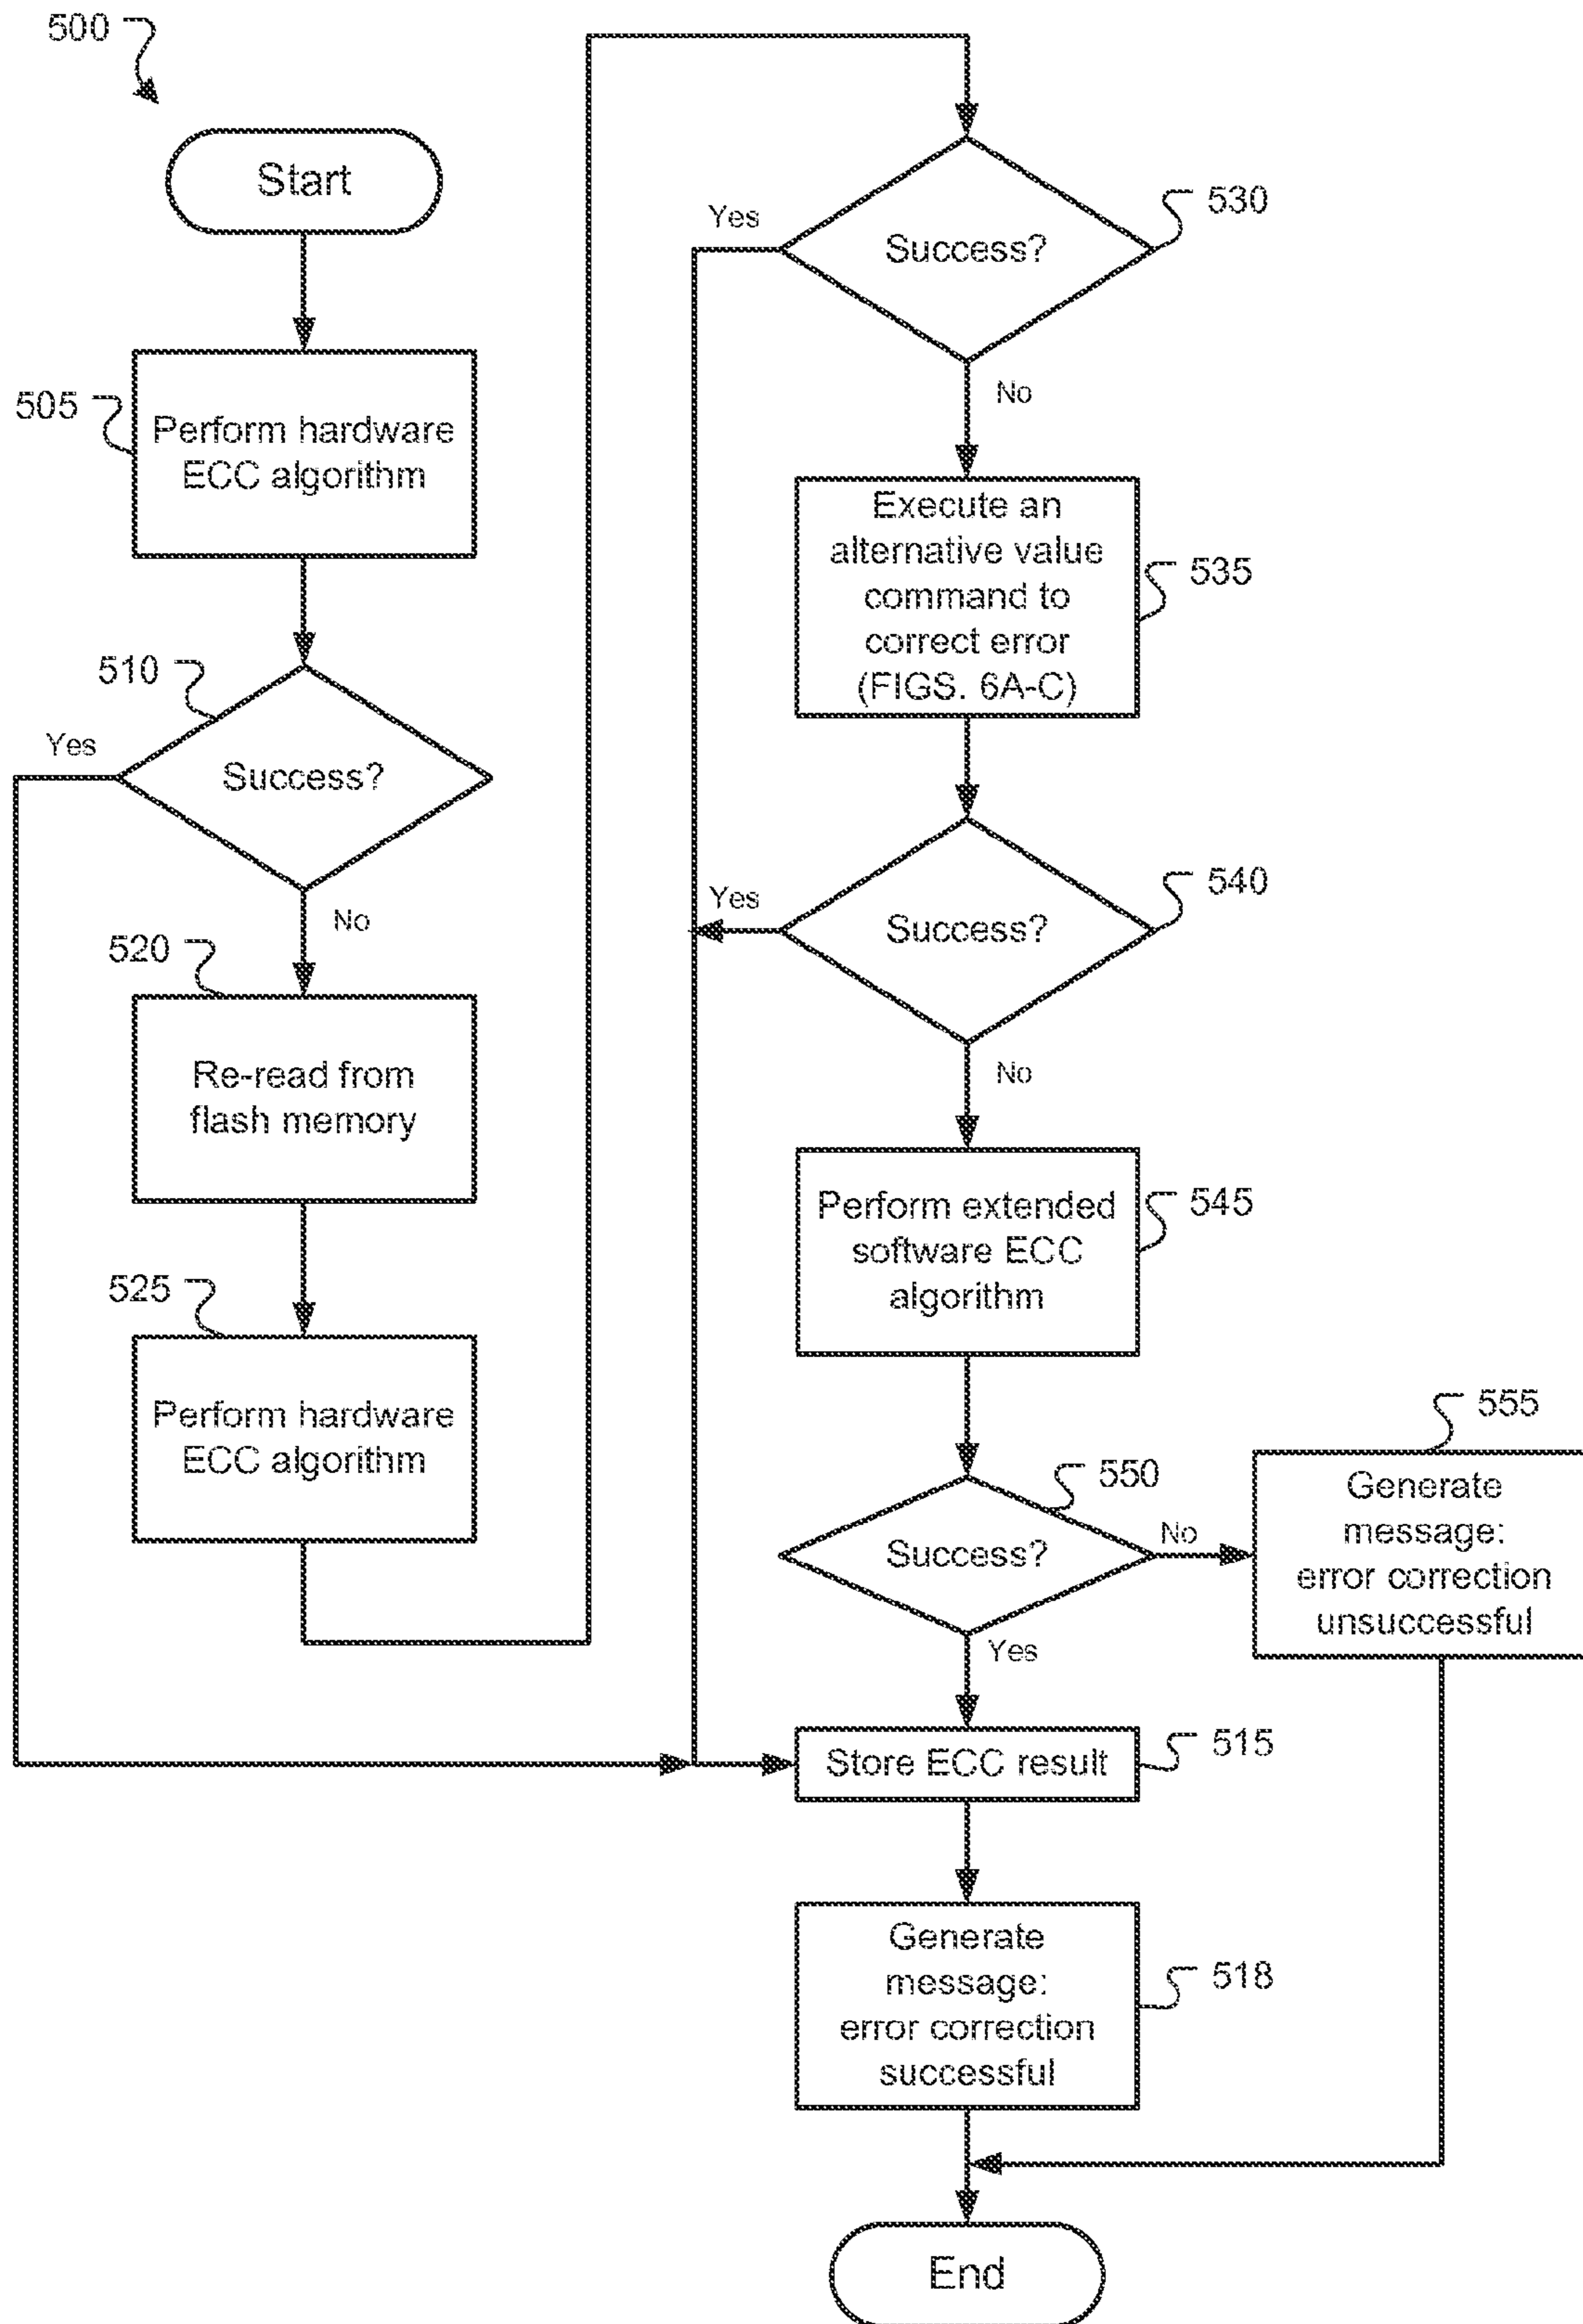 500
Start
505
Perform hardware
ECC algorithm
510
Yes
Success?
No
520
Re-read from
flash memory
525
Perform hardware
ECC algorithm
530
Yes
Success?
No
Execute an
alternative value
command to
correct error
(FIGS. 6A-C)
535
540
Yes
Success?
No
Perform extended
software ECC
algorithm
545
550
Success?
No
Yes
555
Generate
message:
error correction
unsuccessful
Store ECC result
515
Generate
message:
error correction
successful
518
End